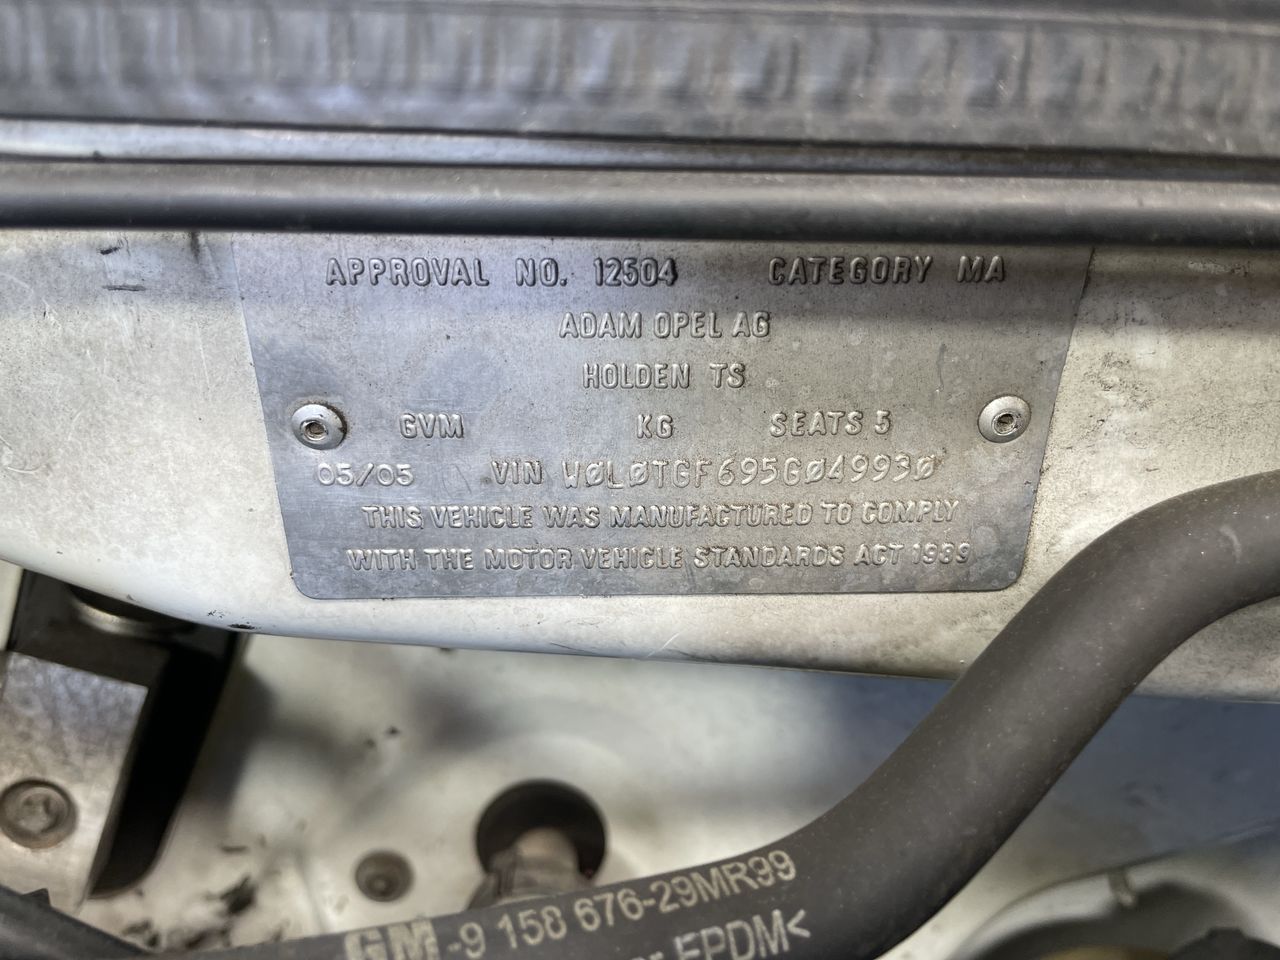 APPROVAL NO. 12504 CATEGORY MA
ADAM OPEL AG
HOLDEN TS
GVM KG SEATS 5
05/05 VIN WØLØTGF695GØ4993Ø
THIS VEHICLE WAS MANUFACTURED TO COMPLY
WITH THE MOTOR VEHICLE STANDARDS ACT 1989
GM-9 158 676-29MR99
EPDM<